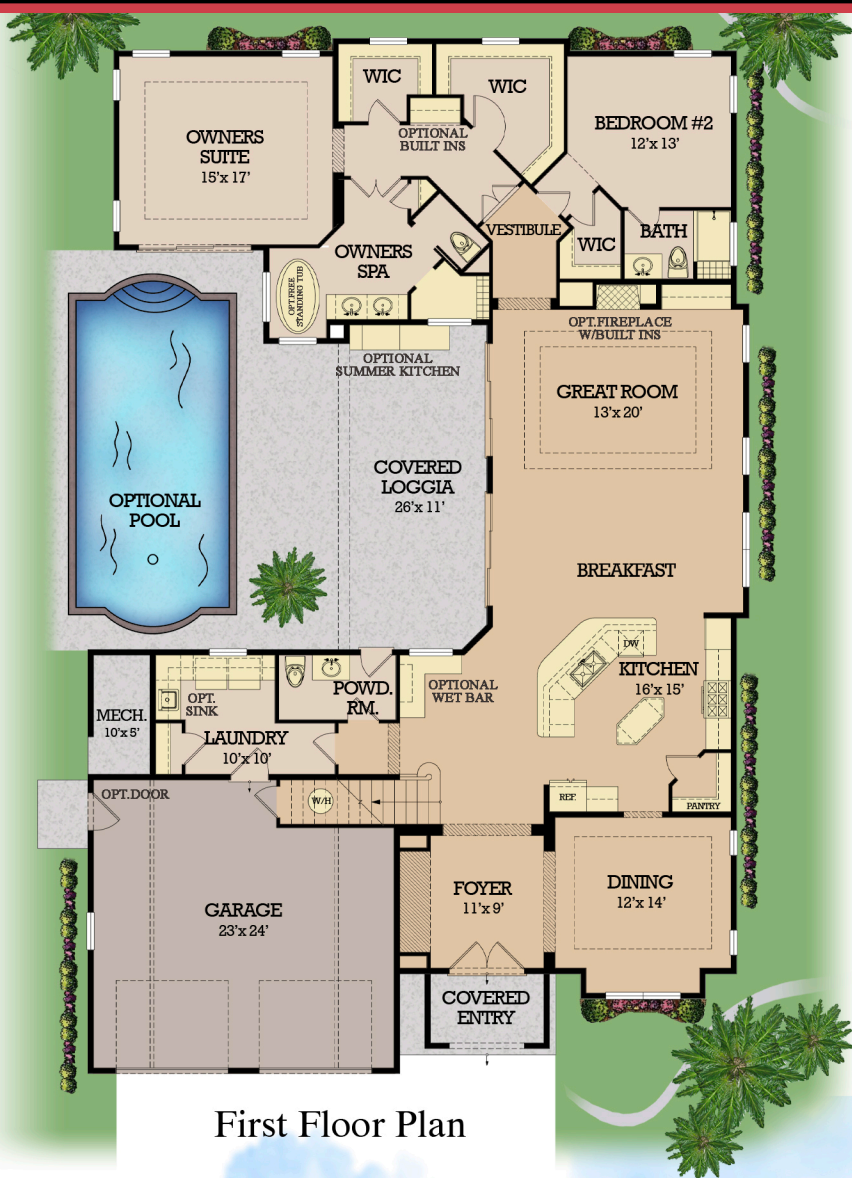 WIC
WIC
OWNERS
SUITE
15'x 17'
OPTIONAL
BUILT INS
BEDROOM #2
12'x 13'
VESTIBULE
WIC
BATH
OWNERS
SPA
OPT.FREE
STANDING TUB
OPT.FIREPLACE
W/BUILT INS
OPTIONAL
SUMMER KITCHEN
GREAT ROOM
13'x 20'
COVERED
LOGGIA
26'x 11'
OPTIONAL
POOL
BREAKFAST
DW
KITCHEN
16'x 15'
OPTIONAL
WET BAR
POWD.
RM.
OPT.
SINK
MECH.
10'x 5'
LAUNDRY
10'x 10'
OPT.DOOR
W/H
REF.
PANTRY
FOYER
11'x 9'
DINING
12'x 14'
GARAGE
23'x 24'
COVERED
ENTRY
First Floor Plan